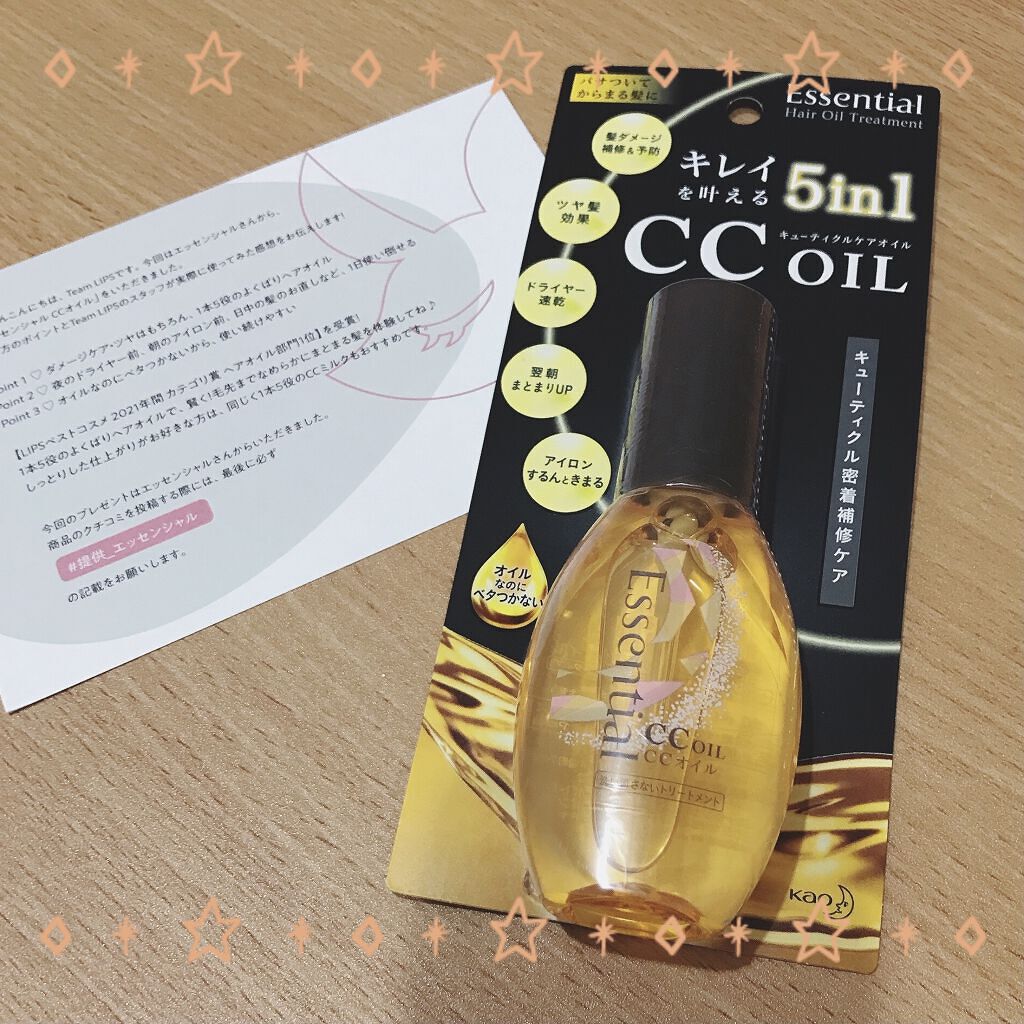 んこんにちは、Team LIPSです。今回はエッセンシャルさんから、
センシャル CCオイル」をいただきました。
方のポイントとTeam LIPSのスタッフが実際に使ってみた感想をお伝えします!
oint 1 ♡ ダメージケア・ツヤはもちろん、1本5役のよくばりヘアオイル
Point 2 ♡ 夜のドライヤー前、朝のアイロン前、日中の髪のお直しなど、1日使い倒せる
Point 3 ♡ オイルなのにベタつかないから、使い続けやすい
【LIPSベストコスメ 2021年間 カテゴリ賞 ヘアオイル部門1位】を受賞!
1本5役のよくばりヘアオイルで、賢く!毛先までなめらかにまとまる髪を体験してね♪
しっとりした仕上がりがお好きな方は、同じく1本5役のCCミルクもおすすめです
今回のプレゼントはエッセンシャルさんからいただきました。
商品のクチコミを投稿する際には、最後に必ず
#提供_エッセンシャル
の記載をお願いします。
パサついて
からまる髪に
Essential
Hair Oil Treatment
髪ダメージ
補修&予防
ツヤ髪
効果
ドライヤー
速乾
翌朝
まとまりUP
アイロン
するんときまる
キレイ
を叶える
5in1
キューティクルケアオイル
CC OIL
キューティクル密着補修ケア
オイル
なのに
ベタつかない
Essential
CC OIL
CCオイル
さないトリートメント
Kao